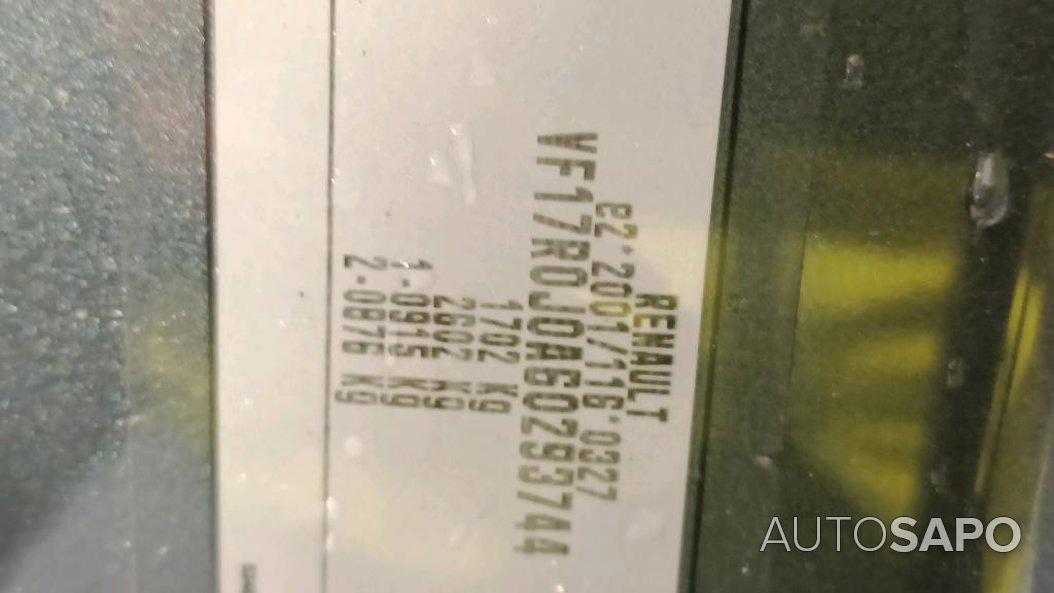 RENAULT
e2*2001/116*0327
VF17R0J0A60293744
1702 Kg
2602 Kg
1-0915 Kg
2-0876 Kg
AUTOSAPO